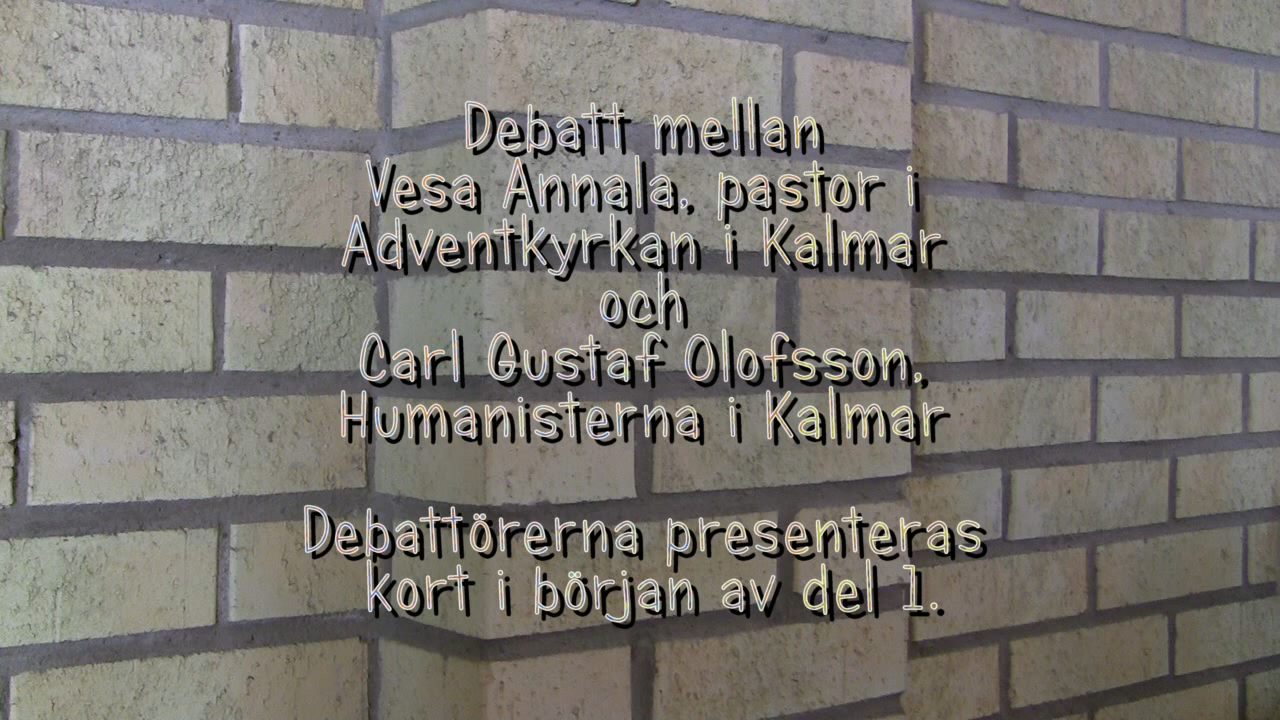 Debatt mellan
Vesa Annala, pastor i
Adventkyrkan i Kalmar
och
Carl Gustaf Olofsson,
Humanisterna i Kalmar
Debattörerna presenteras
kort i början av del 1.